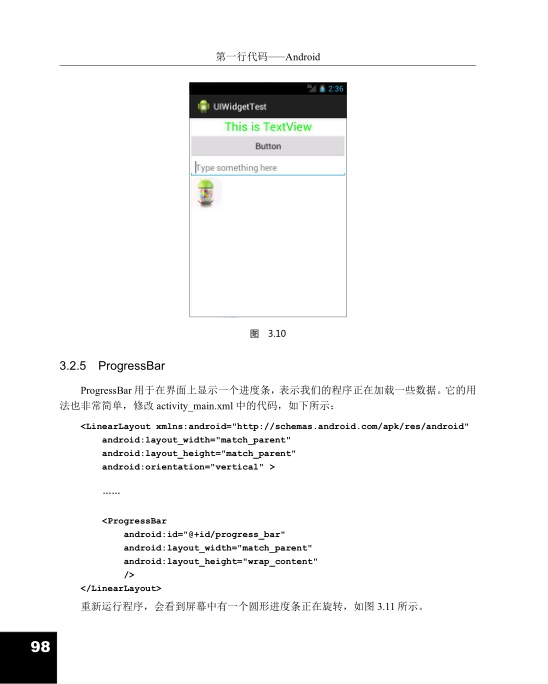 第一行代码——Android
2:36
UIWidgetTest
This is TextView
Button
Type something here
图 3.10
3.2.5 ProgressBar
ProgressBar 用于在界面上显示一个进度条，表示我们的程序正在加载一些数据。它的用
法也非常简单，修改 activity_main.xml 中的代码，如下所示：
<LinearLayout xmlns:android="http://schemas.android.com/apk/res/android"
android:layout_width="match_parent"
android:layout_height="match_parent"
android:orientation="vertical" >
……
<ProgressBar
android:id="@+id/progress_bar"
android:layout_width="match_parent"
android:layout_height="wrap_content"
/>
</LinearLayout>
重新运行程序，会看到屏幕中有一个圆形进度条正在旋转，如图 3.11 所示。
98